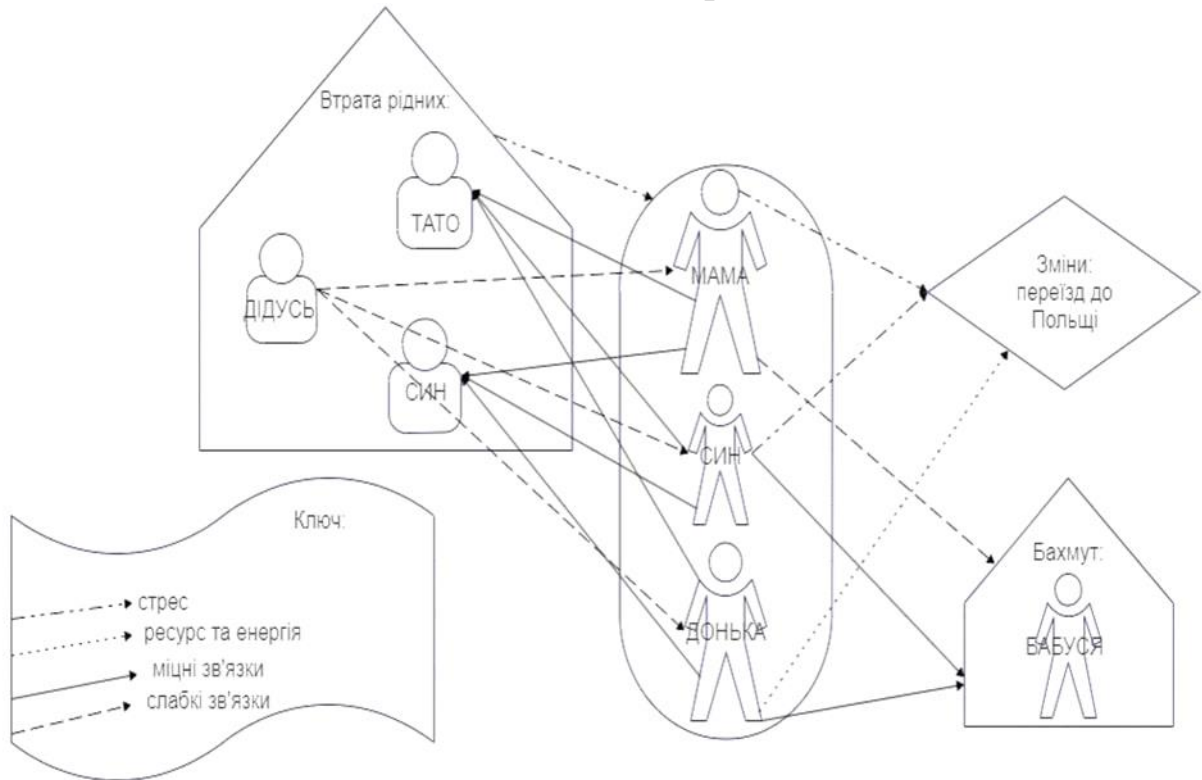 Втрата рідних:
ТАТО
ДІДУСЬ
СИН
МАМА
СИН
ДОНЬКА
Зміни:
переїзд до
Польщі
Бахмут:
БАБУСЯ
Ключ:
стрес
ресурс та енергія
міцні зв'язки
слабкі зв'язки